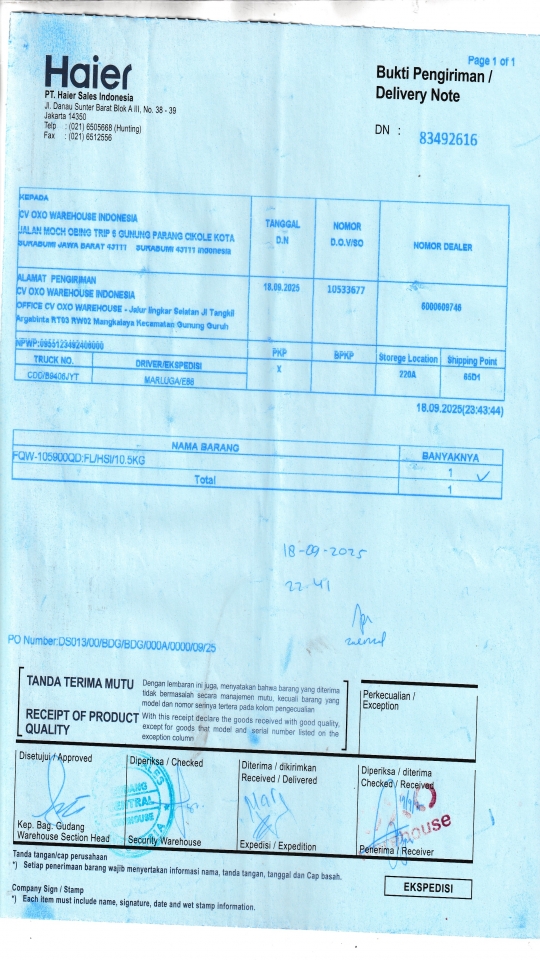 Page 1 of 1
Haier
PT. Haier Sales Indonesia
Jl. Danau Sunter Barat Blok A III, No. 38 - 39
Jakarta 14350
Telp : (021) 6505668 (Hunting)
Fax : (021) 6512556
Bukti Pengiriman /
Delivery Note
DN : 83492616
KEPADA
CV OXO WAREHOUSE INDONESIA
JALAN MOCH OBING TRIP 5 GUNUNG PARANG CIKOLE KOTA
SUKABUMI JAWA BARAT 43111 SUKABUMI 43111 Indonesia
TANGGAL
D.N
NOMOR
D.O.V/SO
NOMOR DEALER
ALAMAT PENGIRIMAN
CV OXO WAREHOUSE INDONESIA
OFFICE CV OXO WAREHOUSE - Jalur lingkar Selatan Jl Tangkil
Argabinta RT03 RW02 Mangkalaya Kecamatan Gunung Guruh
18.09.2025
10533677
6000609746
NPWP:0955123492406000
PKP
BPKP
Storege Location
Shipping Point
TRUCK NO.
DRIVER/EKSPEDISI
X
220A
65D1
CDD/B9406JYT
MARLUGA/E56
18.09.2025(23:43:44)
NAMA BARANG
BANYAKNYA
FQW-105900QD:FL/HSI/10.5KG
1
Total
1
18-09-2025
22-41
PO Number:DS013/00/BDG/BDG/000A/0000/09/25
TANDA TERIMA MUTU
Dengan lembaran ini juga, menyatakan bahwa barang yang diterima
tidak bermasalah secara manajemen mutu, kecuali barang yang
model dan nomor serinya tertera pada kolom pengecualian
RECEIPT OF PRODUCT
QUALITY
With this receipt declare the goods received with good quality,
except for goods that model and serial number listed on the
exception column
Perkecualian /
Exception
Disetujui / Approved
Diperiksa / Checked
Diterima / dikirimkan
Received / Delivered
Diperiksa / diterima
Checked / Received
Kep. Bag. Gudang
Warehouse Section Head
Security Warehouse
Expedisi / Expedition
Penerima / Receiver
Tanda tangan/cap perusahaan
*) Setiap penerimaan barang wajib menyertakan informasi nama, tanda tangan, tanggal dan Cap basah.
EKSPEDISI
Company Sign / Stamp
*) Each item must include name, signature, date and wet stamp information.